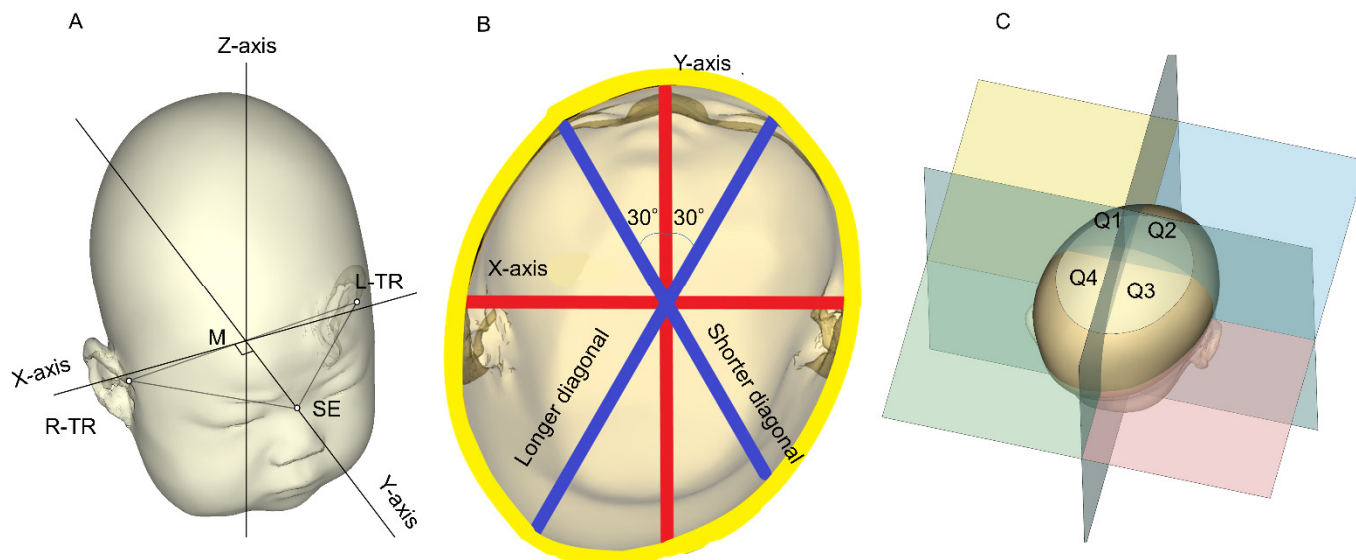 A
Z-axis
L-TR
M
X-axis
R-TR
SE
Y-axis
B
Y-axis
30°
30°
X-axis
Longer diagonal
Shorter diagonal
C
Q1
Q2
Q4
Q3